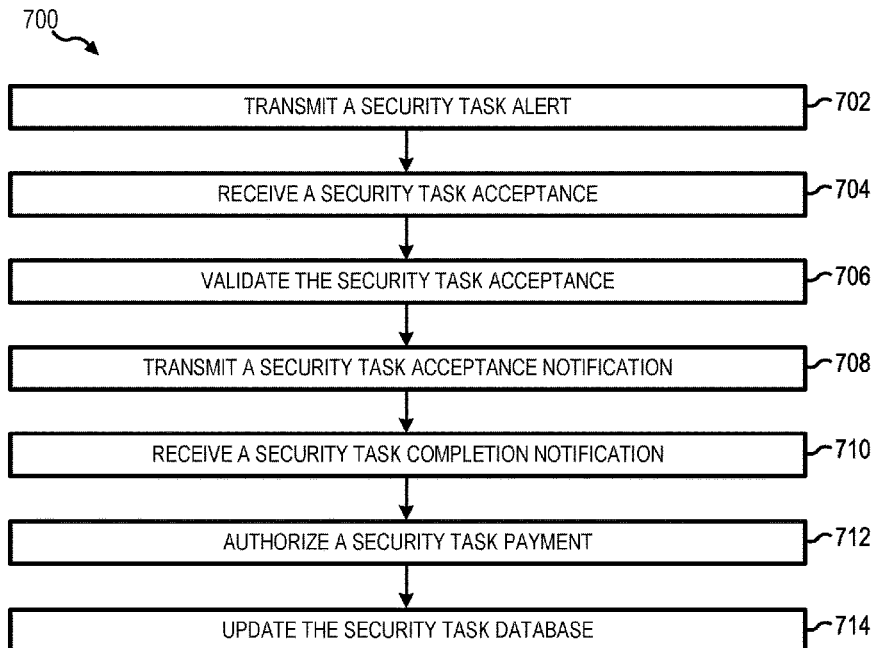 700
TRANSMIT A SECURITY TASK ALERT 702
RECEIVE A SECURITY TASK ACCEPTANCE 704
VALIDATE THE SECURITY TASK ACCEPTANCE 706
TRANSMIT A SECURITY TASK ACCEPTANCE NOTIFICATION 708
RECEIVE A SECURITY TASK COMPLETION NOTIFICATION 710
AUTHORIZE A SECURITY TASK PAYMENT 712
UPDATE THE SECURITY TASK DATABASE 714